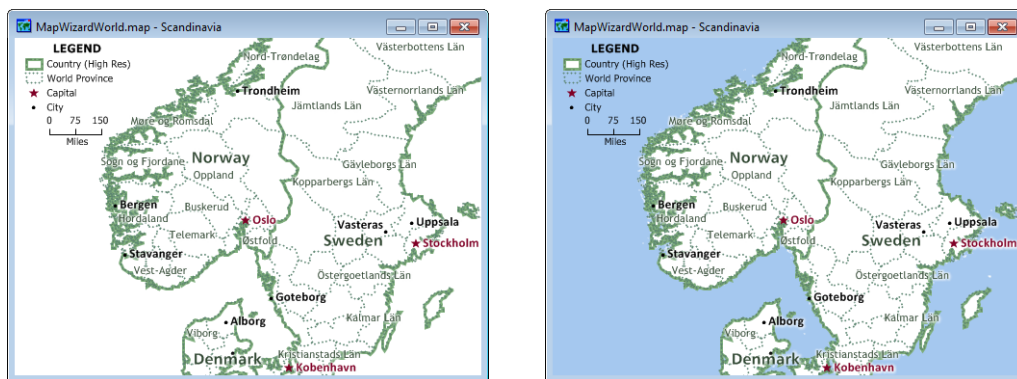 MapWizardWorld.map - Scandinavia
LEGEND
Country (High Res)
World Province
Capital
City
0 75 150
Miles
Västerbottens Län
Nord-Trøndelag
Trondheim
Västernorrlands Län
Jämtlands Län
Møre og Romsdal
Sogn og Fjordane
Norway
Oppland
Gävleborgs Län
Kopparbergs Län
Bergen
Hordaland
Buskerud
Oslo
Uppsala
Vasteras
Telemark
Østfold
Sweden
Stockholm
Stavanger
Vest-Agder
Östergoetlands Län
Goteborg
Alborg
Kalmar Län
Viborg
Denmark
Kristianstads Län
Kobenhavn
MapWizardWorld.map - Scandinavia
LEGEND
Country (High Res)
World Province
Capital
City
0 75 150
Miles
Västerbottens Län
Nord-Trøndelag
Trondheim
Västernorrlands Län
Jämtlands Län
Møre og Romsdal
Sogn og Fjordane
Norway
Oppland
Gävleborgs Län
Kopparbergs Län
Bergen
Hordaland
Buskerud
Oslo
Uppsala
Vasteras
Telemark
Østfold
Sweden
Stockholm
Stavanger
Vest-Agder
Östergoetlands Län
Goteborg
Alborg
Kalmar Län
Viborg
Denmark
Kristianstads Län
Kobenhavn